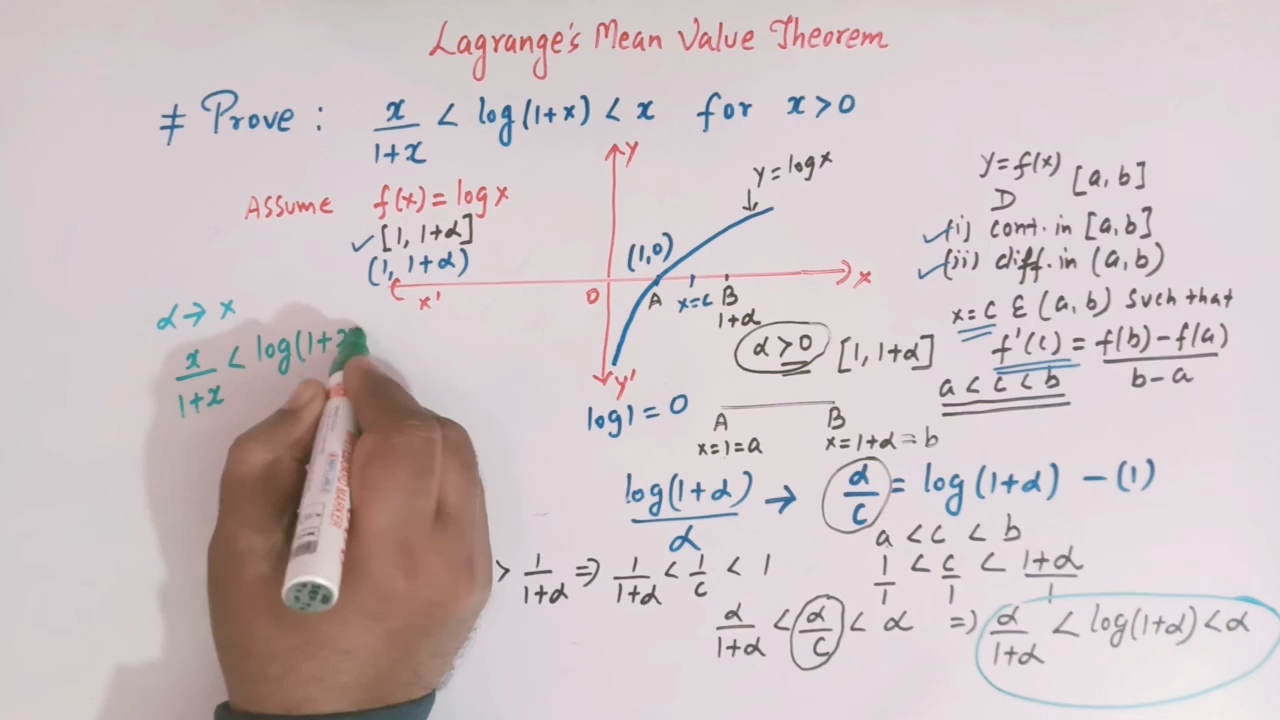 Lagrange's Mean Value Theorem
# Prove : x/(1+x) < log(1+x) < x for x>0
Assume f(x) = log x
✓ [1, 1+α]
(1, 1+α)
α → x
x/(1+x) < log(1+x
Y
y = log x
(1,0)
X'
O
A
x=c
B
1+α
X
Y'
α > 0 [1, 1+α]
log 1 = 0
A B
x=1=a x=1+α=b
y = f(x) [a, b]
D
✓ (i) cont. in [a, b]
✓ (ii) diff. in (a, b)
x = c ε (a, b) such that
f'(c) = (f(b) − f(a))/(b − a)
a < c < b
log(1+α)/α → α/c = log(1+α) − (1)
a < c < b
> 1/(1+α) ⇒ 1/(1+α) < 1/c < 1
1/1 < c/1 < (1+α)/1
α/(1+α) < α/c < α ⇒ α/(1+α) < log(1+α) < α